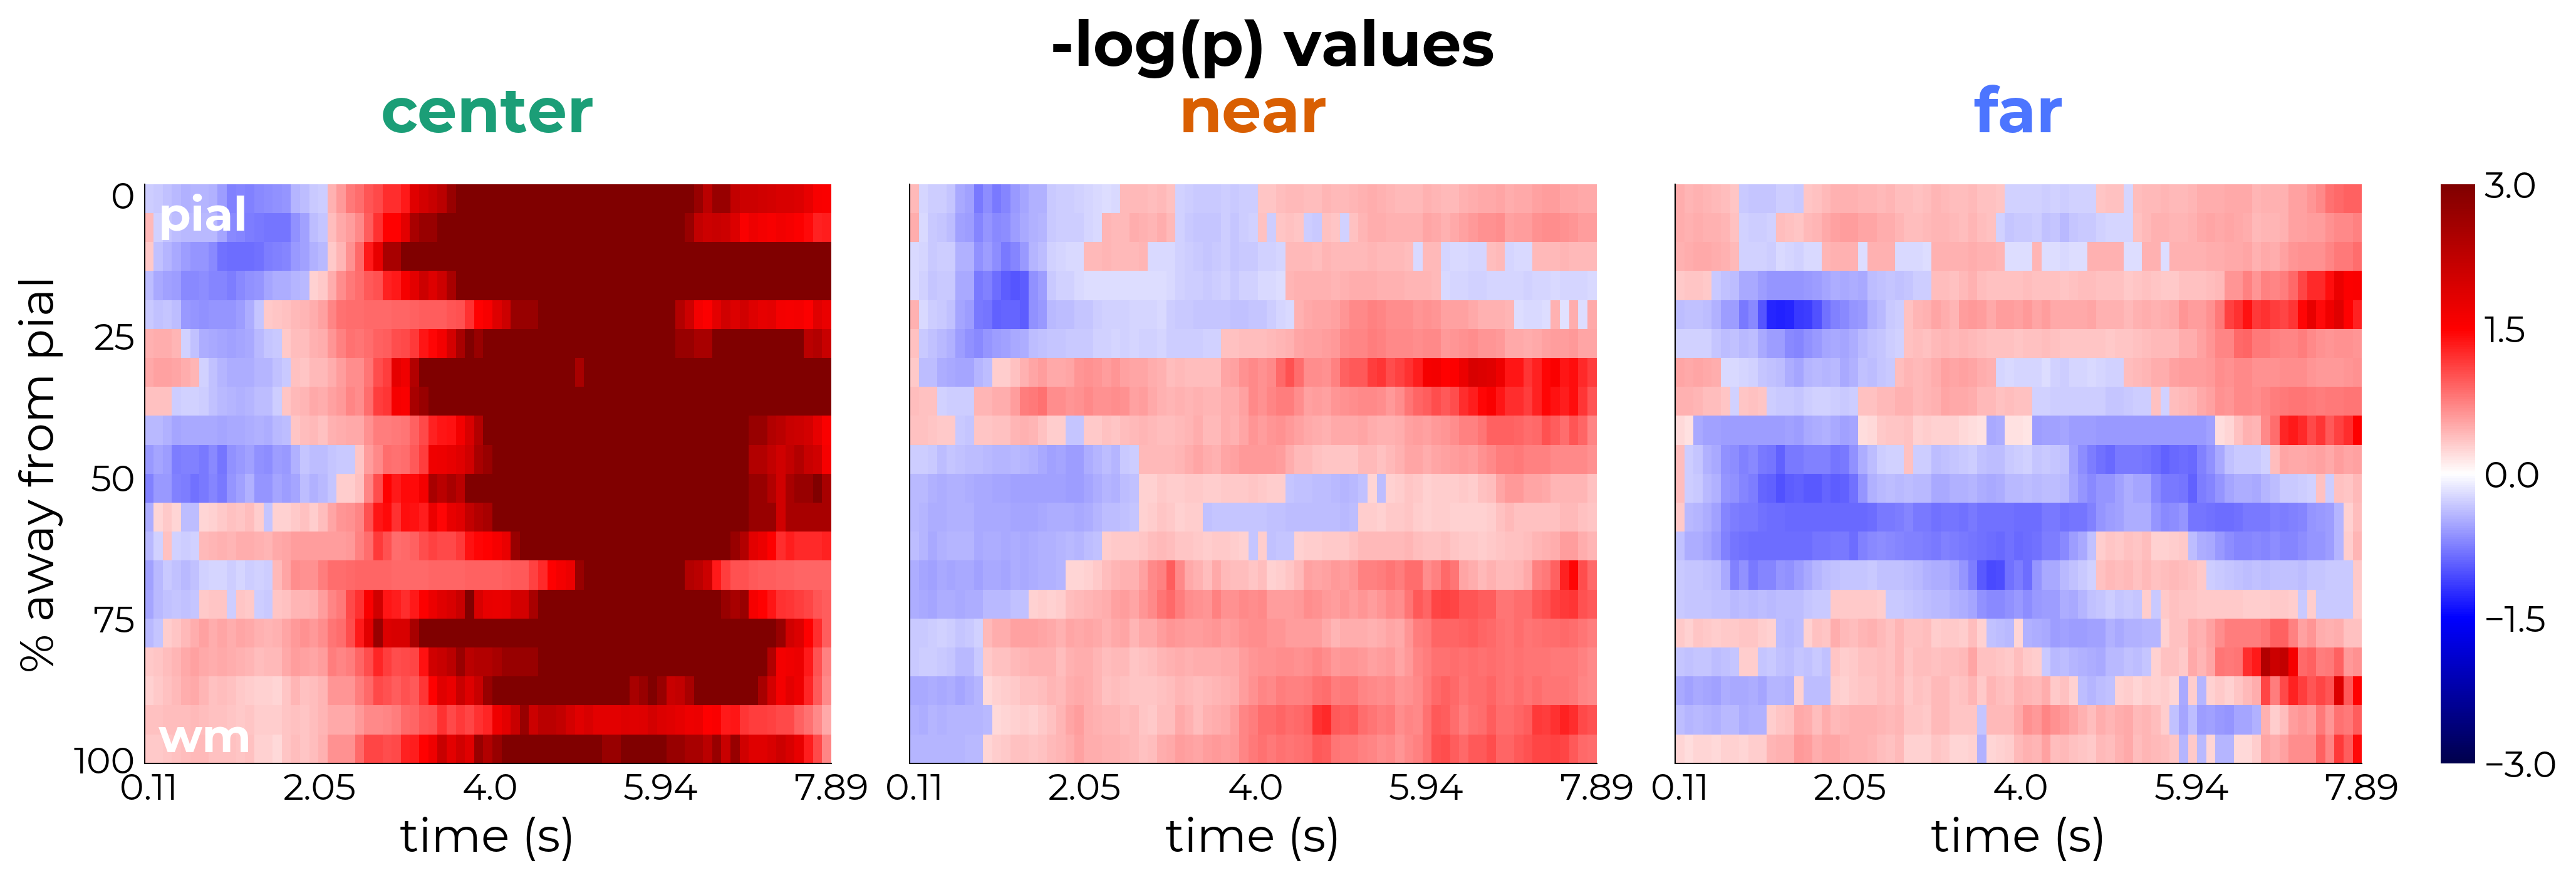 -log(p) values
center near far
pial
wm
0
25
50
75
100
% away from pial
0.11 2.05 4.0 5.94 7.89
time (s)
0.11 2.05 4.0 5.94 7.89
time (s)
0.11 2.05 4.0 5.94 7.89
time (s)
3.0
1.5
0.0
−1.5
−3.0